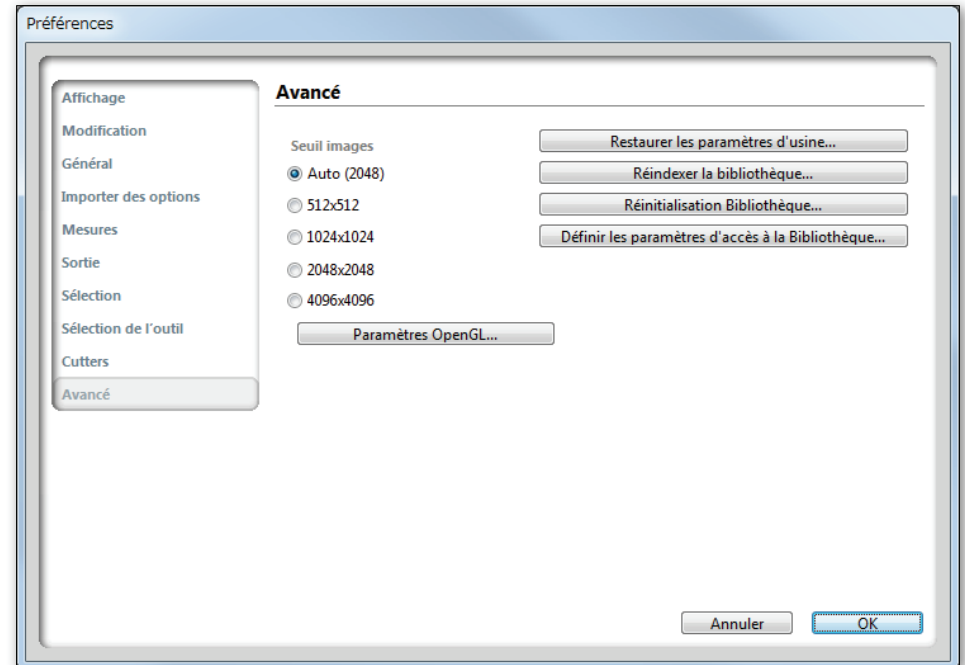 Préférences
Affichage
Modification
Général
Importer des options
Mesures
Sortie
Sélection
Sélection de l'outil
Cutters
Avancé
Avancé
Seuil images
Auto (2048)
512x512
1024x1024
2048x2048
4096x4096
Paramètres OpenGL...
Restaurer les paramètres d'usine...
Réindexer la bibliothèque...
Réinitialisation Bibliothèque...
Définir les paramètres d'accès à la Bibliothèque...
Annuler
OK